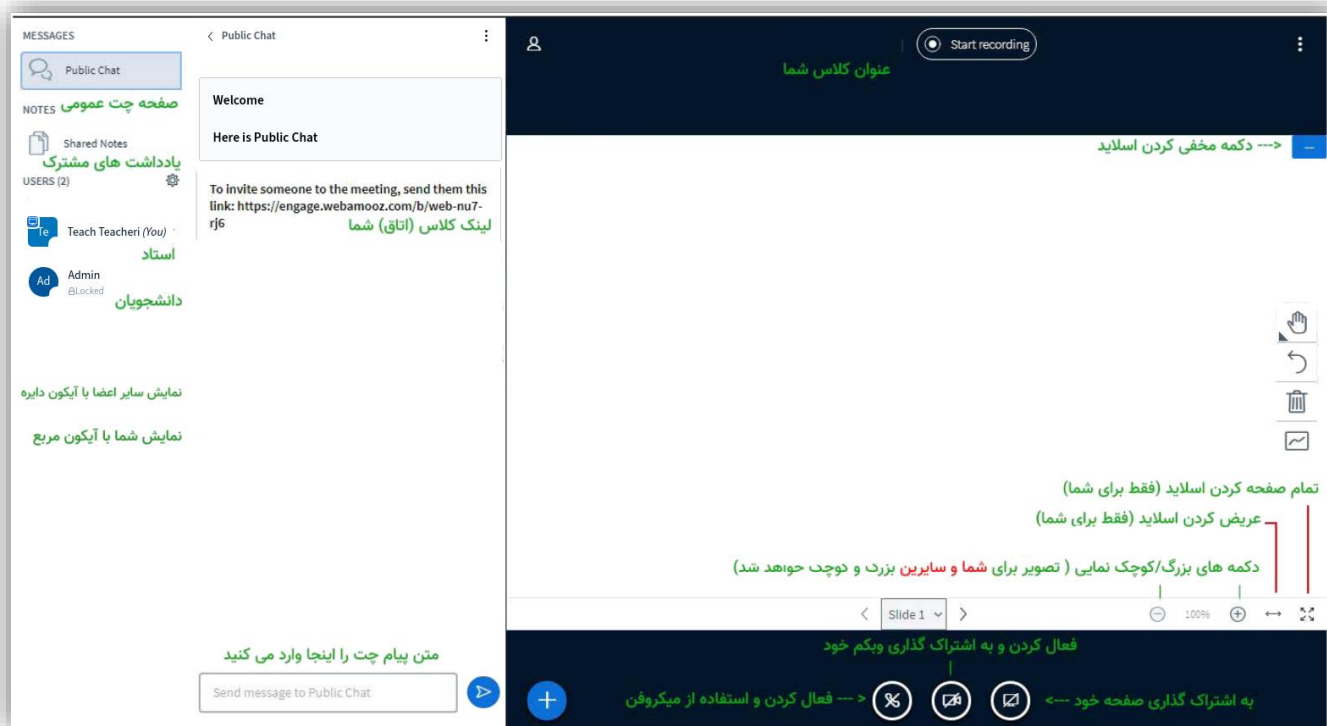 MESSAGES
Public Chat
صفحه چت عمومی
NOTES
Shared Notes
یادداشت های مشترک
USERS (2)
Te
Teach Teacheri (You)
استاد
Ad
Admin
Locked
دانشجویان
نمایش سایر اعضا با آیکون دایره
نمایش شما با آیکون مربع
Public Chat
Welcome
Here is Public Chat
To invite someone to the meeting, send them this
link: https://engage.webamooz.com/b/web-nu7-
rj6
لینک کلاس (اتاق) شما
متن پیام چت را اینجا وارد می کنید
Send message to Public Chat
Start recording
عنوان کلاس شما
<--- دکمه مخفی کردن اسلاید
تمام صفحه کردن اسلاید (فقط برای شما)
عریض کردن اسلاید (فقط برای شما)
دکمه های بزرگ/کوچک نمایی ( تصویر برای شما و سایرین بزرگ و کوچک خواهد شد)
Slide 1
100%
فعال کردن و به اشتراک گذاری وبکم خود
< --- فعال کردن و استفاده از میکروفن
به اشتراک گذاری صفحه خود --->